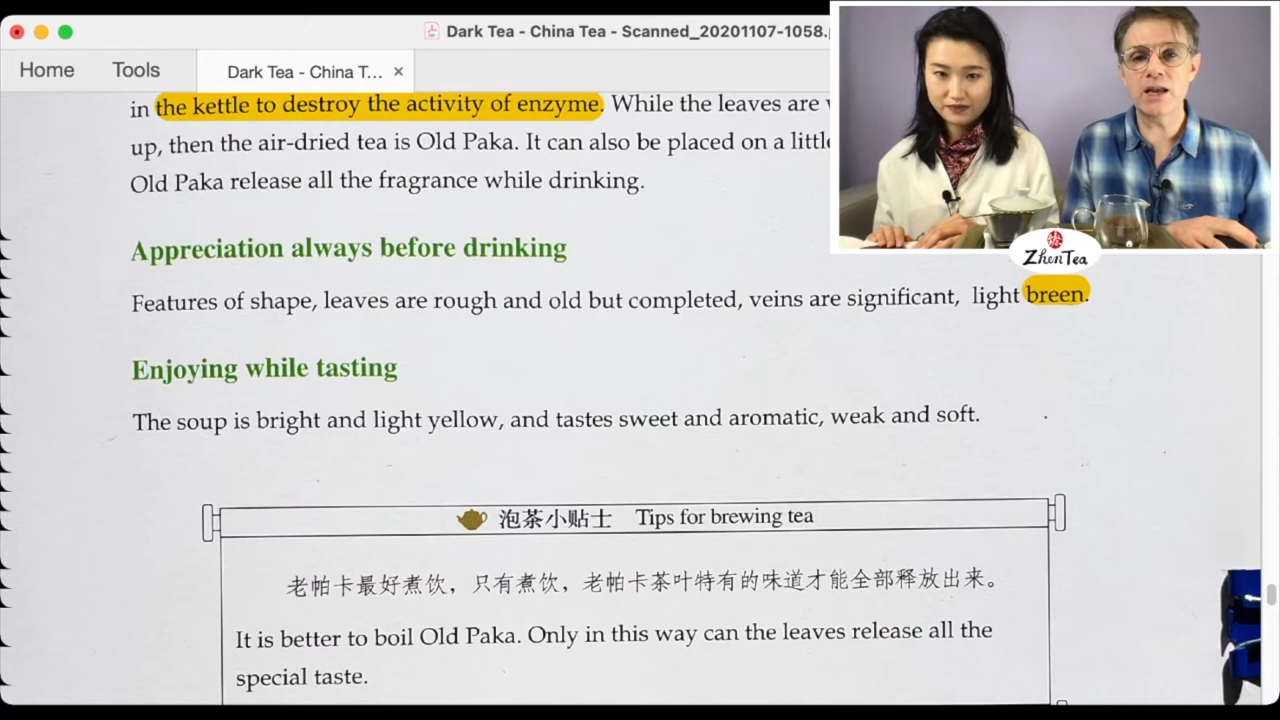 Dark Tea - China Tea - Scanned_20201107-1058.p
Home Tools Dark Tea - China T... ×
in the kettle to destroy the activity of enzyme. While the leaves are
up, then the air-dried tea is Old Paka. It can also be placed on a little
Old Paka release all the fragrance while drinking.
Appreciation always before drinking
Features of shape, leaves are rough and old but completed, veins are significant, light breen.
Enjoying while tasting
The soup is bright and light yellow, and tastes sweet and aromatic, weak and soft.
泡茶小贴士 Tips for brewing tea
老帕卡最好煮饮，只有煮饮，老帕卡茶叶特有的味道才能全部释放出来。
It is better to boil Old Paka. Only in this way can the leaves release all the
special taste.
Zhen Tea